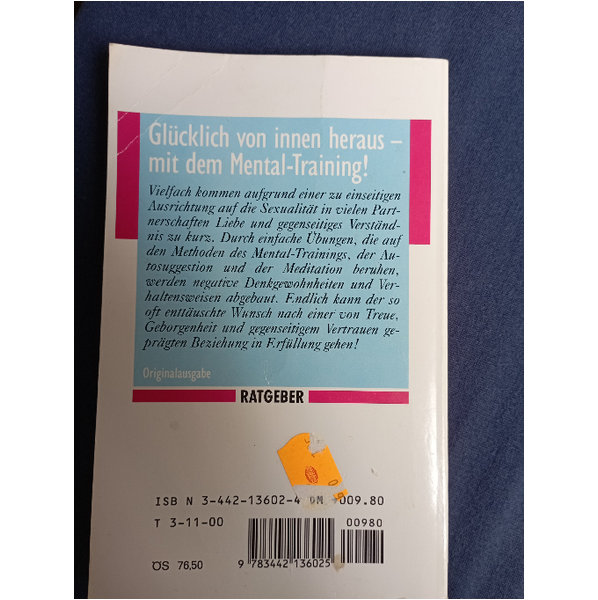 Glücklich von innen heraus –
mit dem Mental-Training!
Vielfach kommen aufgrund einer zu einseitigen
Ausrichtung auf die Sexualität in vielen Part-
nerschaften Liebe und gegenseitiges Verständ-
nis zu kurz. Durch einfache Übungen, die auf
den Methoden des Mental-Trainings, der Au-
tosuggestion und der Meditation beruhen,
werden negative Denkgewohnheiten und Ver-
haltensweisen abgebaut. Endlich kann der so
oft enttäuschte Wunsch nach einer von Treue,
Geborgenheit und gegenseitigem Vertrauen ge-
prägten Beziehung in Erfüllung gehen!
Originalausgabe
RATGEBER
ISBN 3-442-13602-4 DM +009.80
T 3-11-00 00980
ÖS 76,50 9 783442 136025